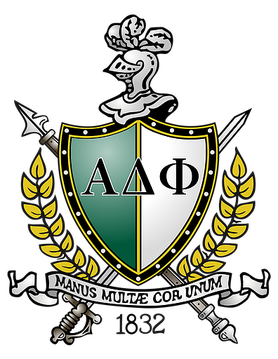 ΑΔΦ
MANUS MULTÆ COR UNUM
1832